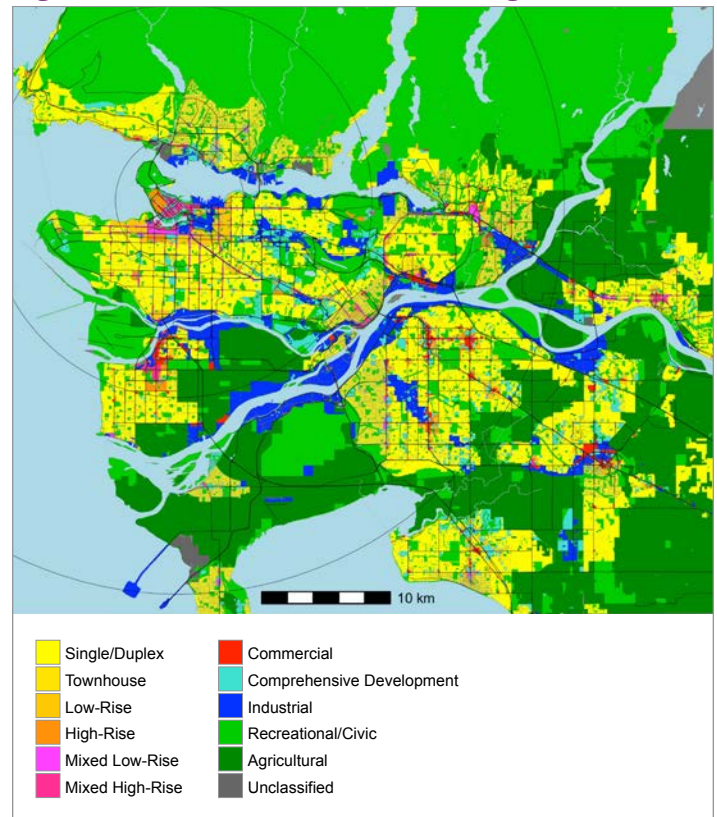 10 km
Single/Duplex
Townhouse
Low-Rise
High-Rise
Mixed Low-Rise
Mixed High-Rise
Commercial
Comprehensive Development
Industrial
Recreational/Civic
Agricultural
Unclassified